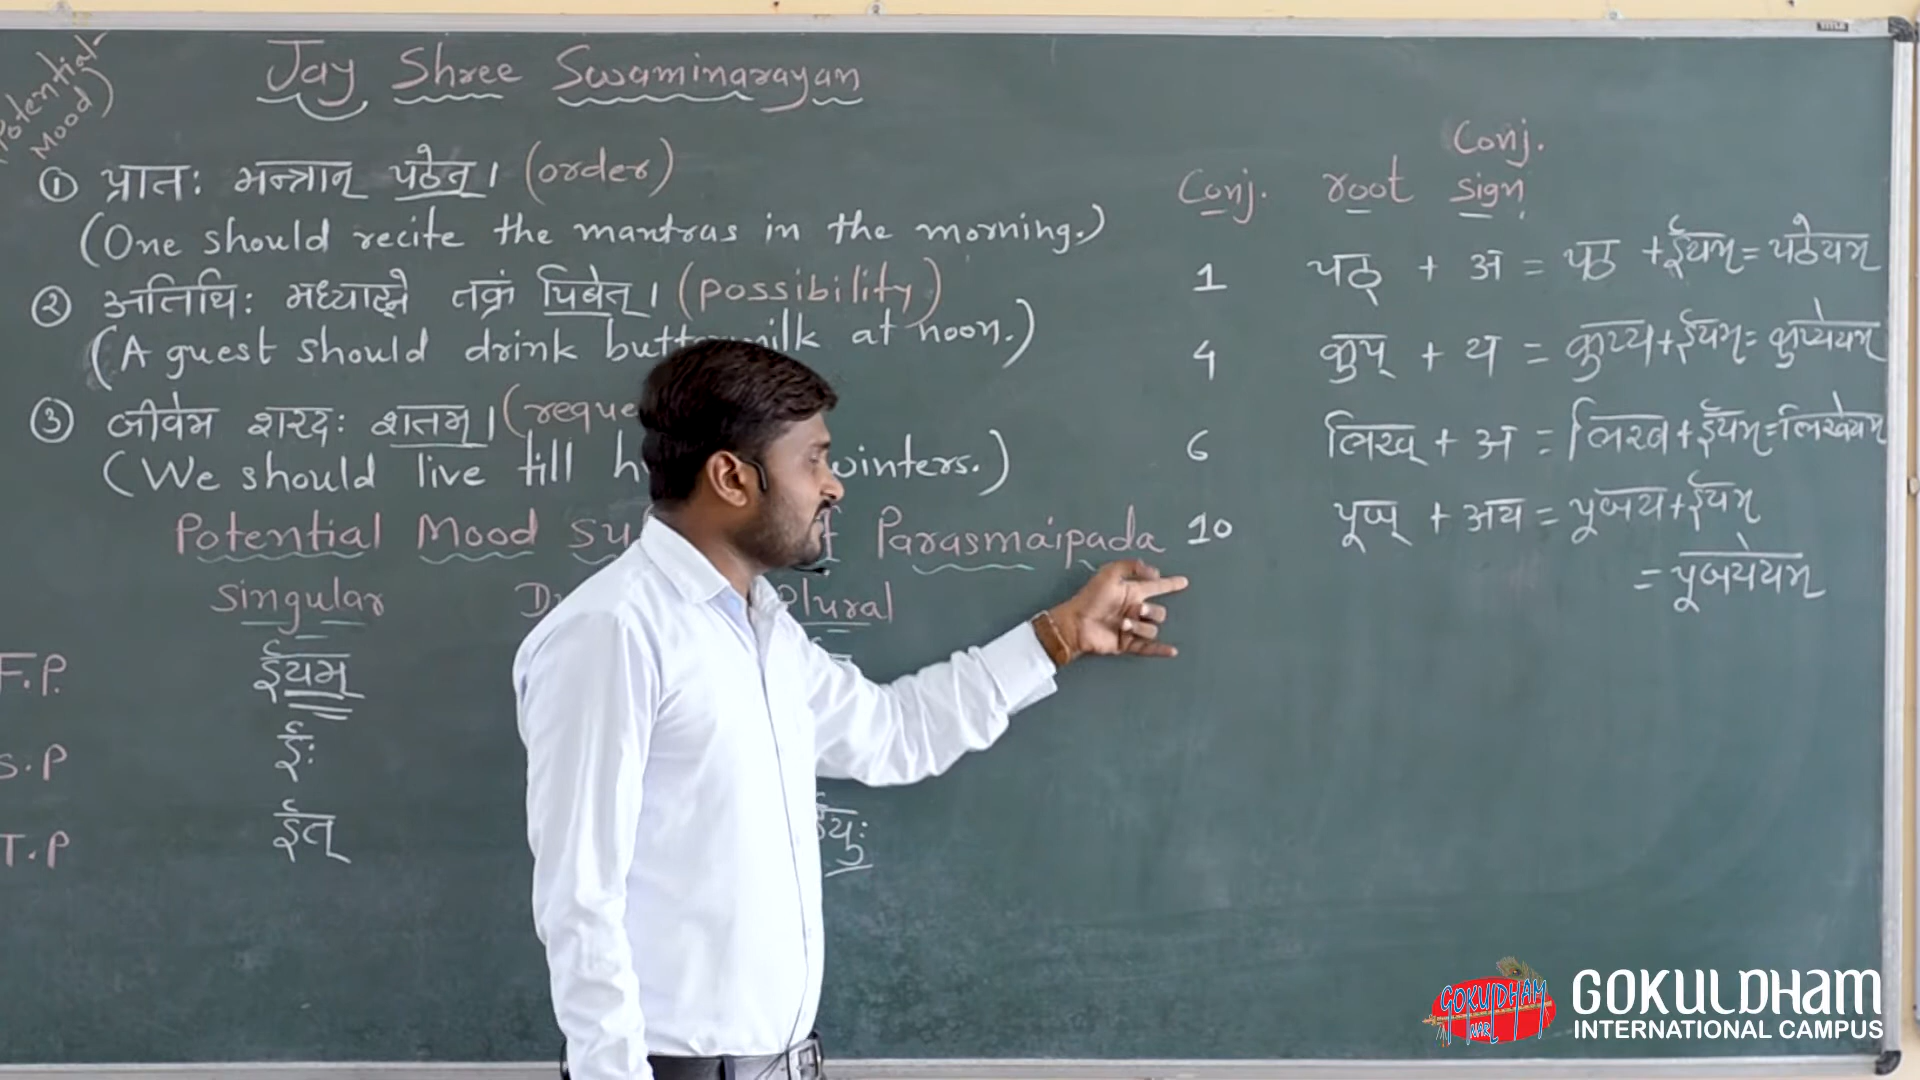 (Potential Mood)
Jay Shree Swaminarayan
① प्रातः मन्त्रान् पठेत्। (order)
(One should recite the mantras in the morning.)
② अतिथिः मध्याह्ने तक्रं पिबेत्। (possibility)
(A guest should drink buttermilk at noon.)
③ जीवेम शरदः शतम्। (reque
(We should live till h winters.)
Potential Mood su f Parasmaipada
Singular D Plural
F.P. ईयम्
S.P ईः
T.P ईत् ईयुः
Conj. root Conj. sign
1 पठ् + अ = पठ + ईयम् = पठेयम्
4 कुप् + य = कुप्य + ईयम् = कुप्येयम्
6 लिख् + अ = लिख + ईयम् = लिखेयम्
10 पूज् + अय = पूजय + ईयम्
= पूजयेयम्
GOKULDHAM NAR
GOKULDHAM
INTERNATIONAL CAMPUS